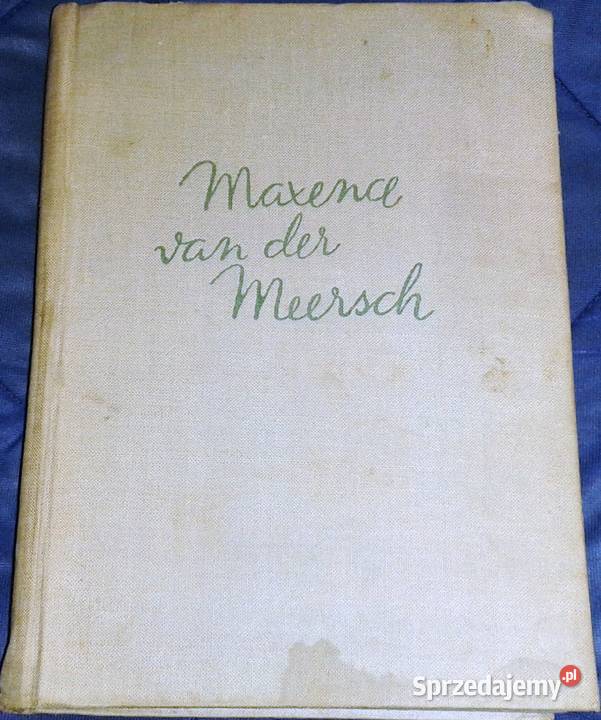 Maxence
van der
Meersch
Sprzedajemy.pl